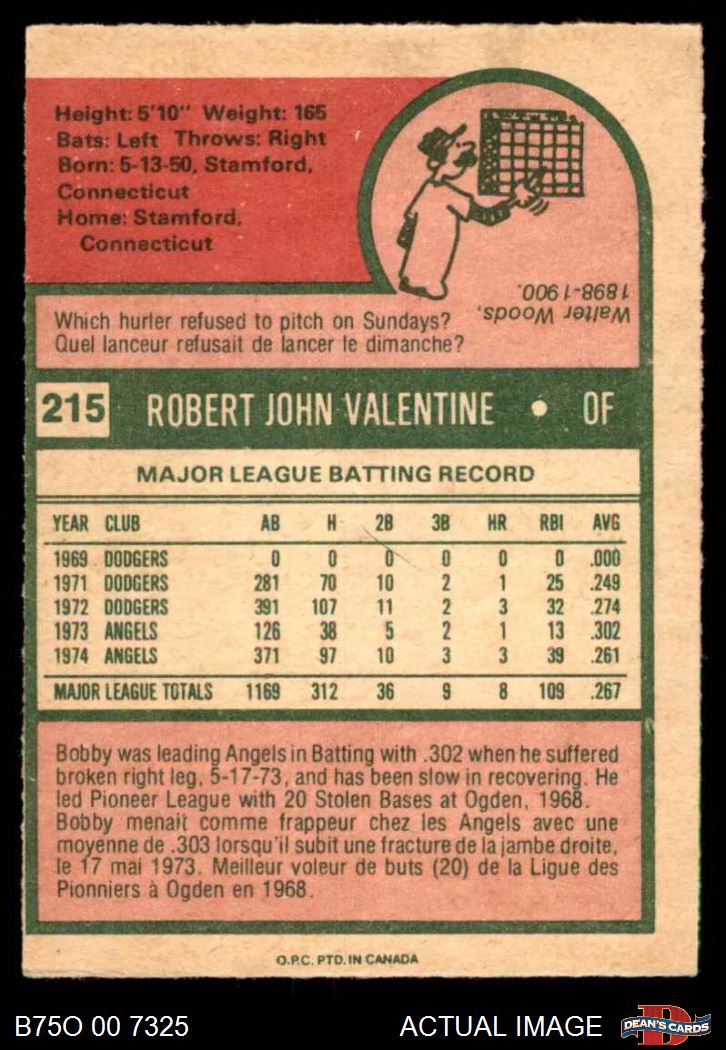 Height: 5'10" Weight: 165
Bats: Left Throws: Right
Born: 5-13-50, Stamford,
Connecticut
Home: Stamford,
Connecticut
Which hurler refused to pitch on Sundays?
Quel lanceur refusait de lancer le dimanche?
Walter Woods,
1898-1900.
215 ROBERT JOHN VALENTINE • OF
MAJOR LEAGUE BATTING RECORD
YEAR CLUB AB H 2B 3B HR RBI AVG
1969 DODGERS 0 0 0 0 0 0 .000
1971 DODGERS 281 70 10 2 1 25 .249
1972 DODGERS 391 107 11 2 3 32 .274
1973 ANGELS 126 38 5 2 1 13 .302
1974 ANGELS 371 97 10 3 3 39 .261
MAJOR LEAGUE TOTALS 1169 312 36 9 8 109 .267
Bobby was leading Angels in Batting with .302 when he suffered
broken right leg, 5-17-73, and has been slow in recovering. He
led Pioneer League with 20 Stolen Bases at Ogden, 1968.
Bobby menait comme frappeur chez les Angels avec une
moyenne de .303 lorsqu'il subit une fracture de la jambe droite,
le 17 mai 1973. Meilleur voleur de buts (20) de la Ligue des
Pionniers à Ogden en 1968.
O.P.C. PTD. IN CANADA
B75O 00 7325 ACTUAL IMAGE D DEAN'S CARDS